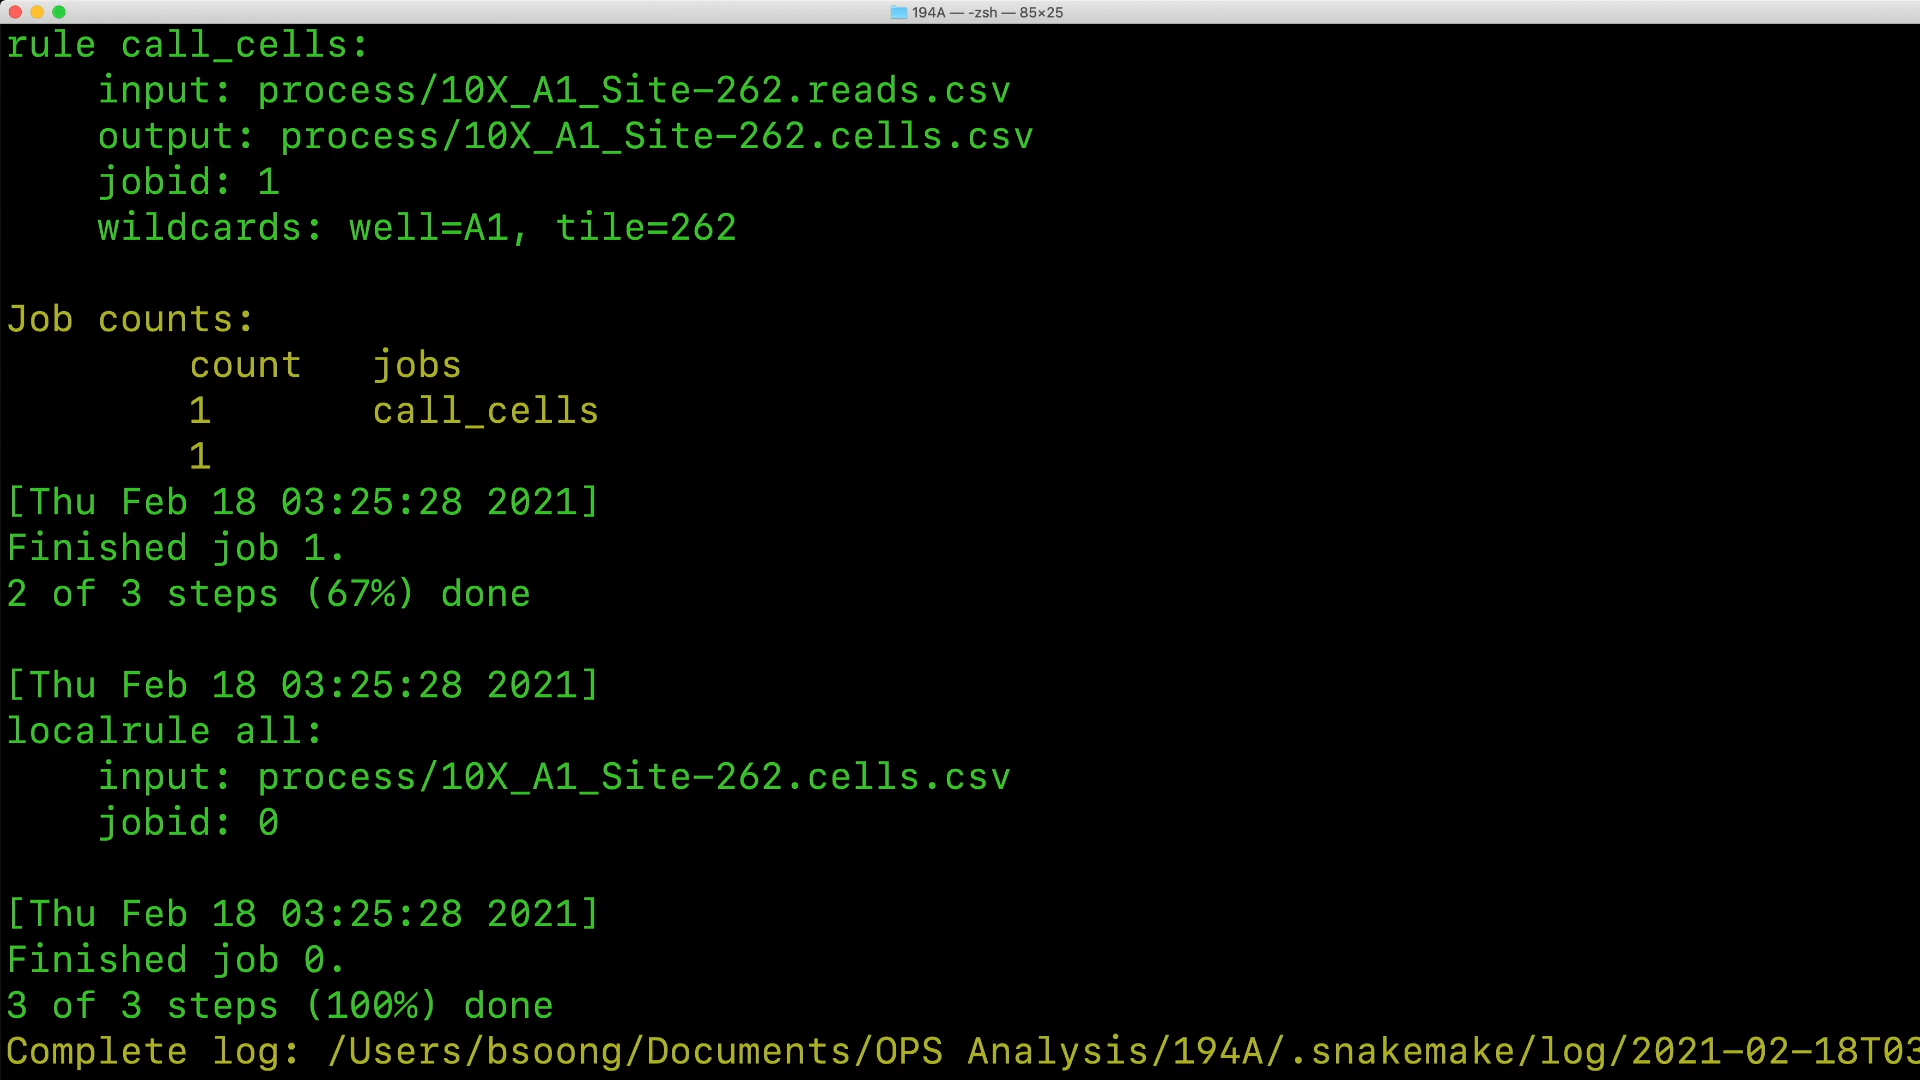 194A — -zsh — 85×25
rule call_cells:
    input: process/10X_A1_Site-262.reads.csv
    output: process/10X_A1_Site-262.cells.csv
    jobid: 1
    wildcards: well=A1, tile=262

Job counts:
        count   jobs
        1       call_cells
        1
[Thu Feb 18 03:25:28 2021]
Finished job 1.
2 of 3 steps (67%) done

[Thu Feb 18 03:25:28 2021]
localrule all:
    input: process/10X_A1_Site-262.cells.csv
    jobid: 0

[Thu Feb 18 03:25:28 2021]
Finished job 0.
3 of 3 steps (100%) done
Complete log: /Users/bsoong/Documents/OPS Analysis/194A/.snakemake/log/2021-02-18T03